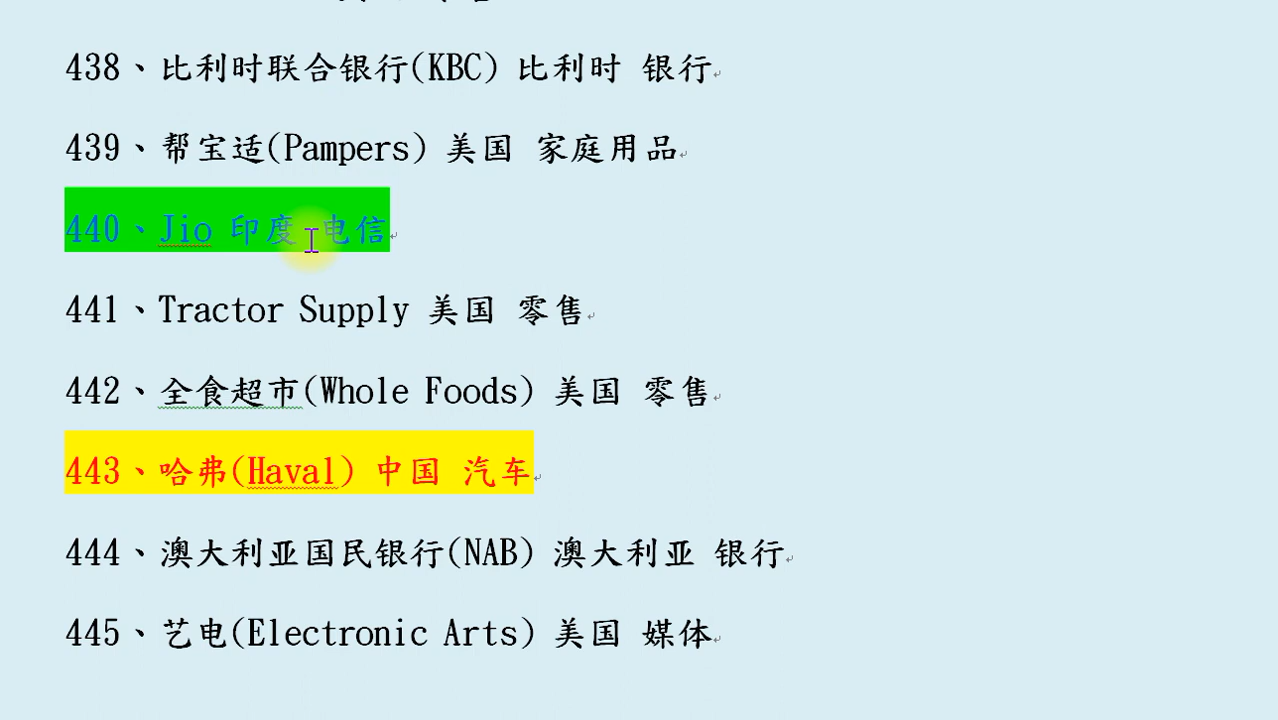 438、比利时联合银行(KBC) 比利时 银行
439、帮宝适(Pampers) 美国 家庭用品
440、Jio 印度 电信
441、Tractor Supply 美国 零售
442、全食超市(Whole Foods) 美国 零售
443、哈弗(Haval) 中国 汽车
444、澳大利亚国民银行(NAB) 澳大利亚 银行
445、艺电(Electronic Arts) 美国 媒体